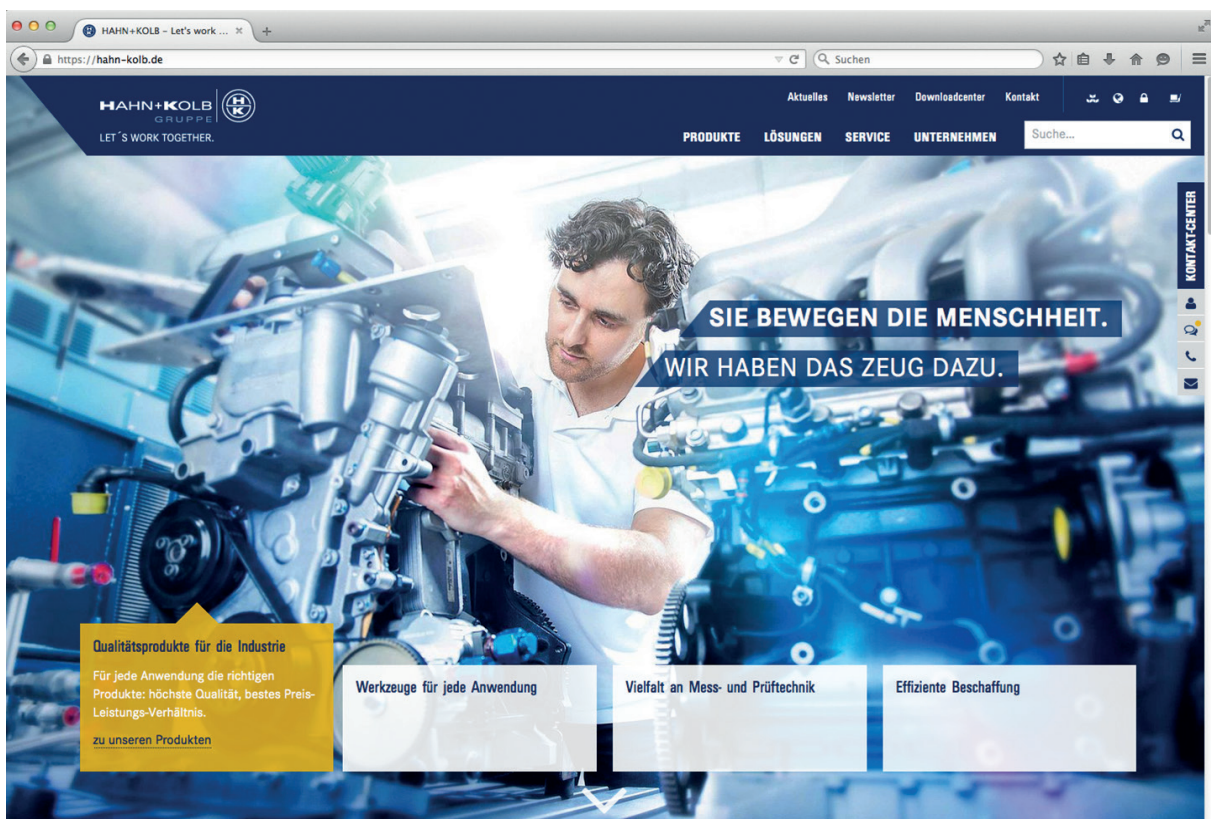 HAHN+KOLB – Let's work ...
https://hahn-kolb.de
Suchen
HAHN+KOLB
GRUPPE
HK
LET´S WORK TOGETHER.
Aktuelles Newsletter Downloadcenter Kontakt
PRODUKTE LÖSUNGEN SERVICE UNTERNEHMEN
Suche...
KONTAKT-CENTER
SIE BEWEGEN DIE MENSCHHEIT.
WIR HABEN DAS ZEUG DAZU.
Qualitätsprodukte für die Industrie
Für jede Anwendung die richtigen
Produkte: höchste Qualität, bestes Preis-
Leistungs-Verhältnis.
zu unseren Produkten
Werkzeuge für jede Anwendung
Vielfalt an Mess- und Prüftechnik
Effiziente Beschaffung